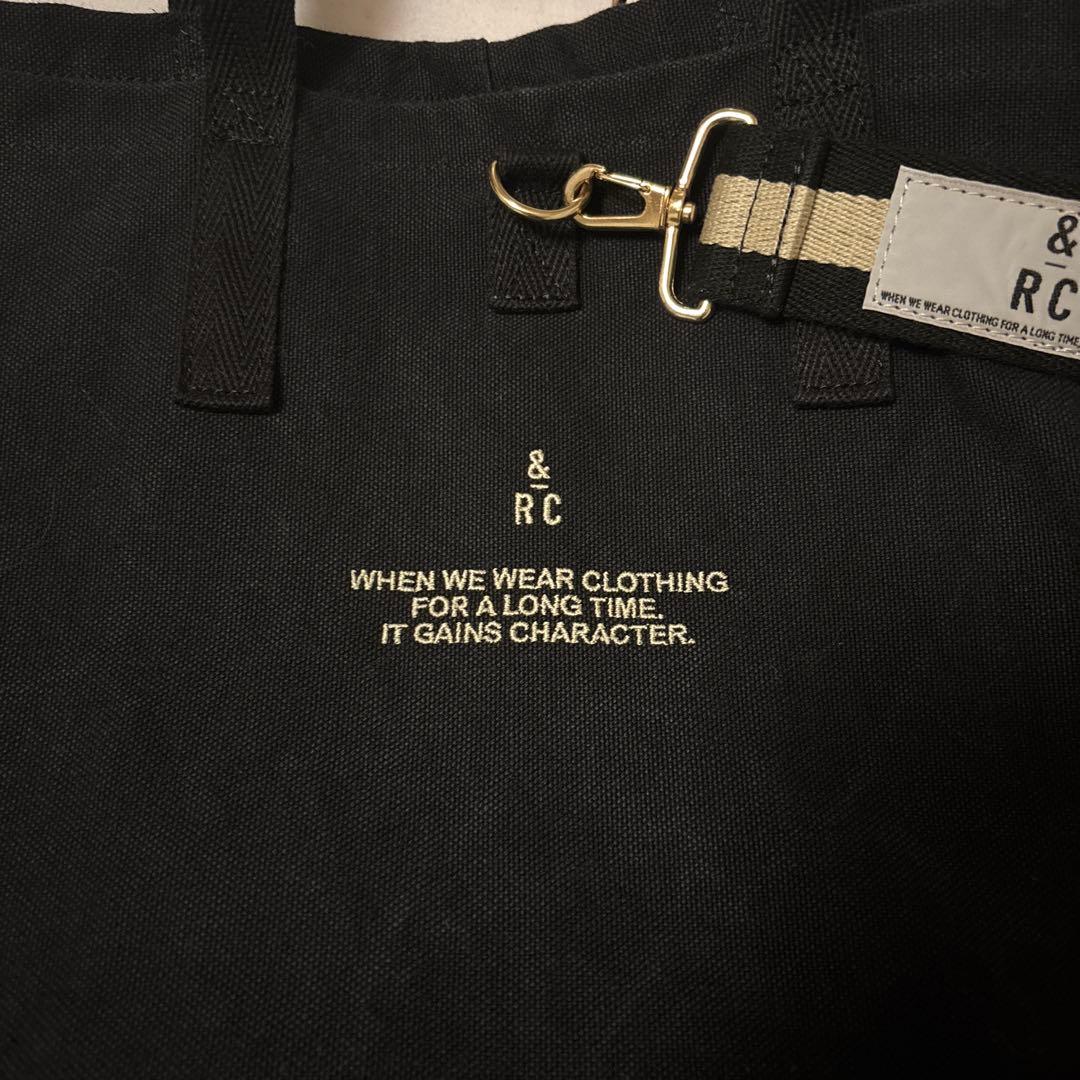 &
RC
WHEN WE WEAR CLOTHING FOR A LONG TIME.
&
RC
WHEN WE WEAR CLOTHING
FOR A LONG TIME.
IT GAINS CHARACTER.